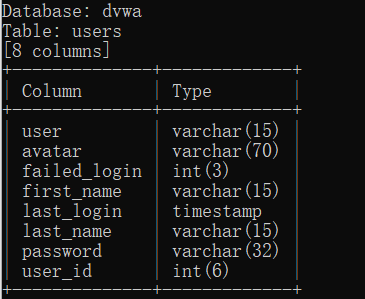 Database: dvwa
Table: users
[8 columns]
+--------------+-------------+
| Column | Type |
+--------------+-------------+
| user | varchar(15) |
| avatar | varchar(70) |
| failed_login | int(3) |
| first_name | varchar(15) |
| last_login | timestamp |
| last_name | varchar(15) |
| password | varchar(32) |
| user_id | int(6) |
+--------------+-------------+